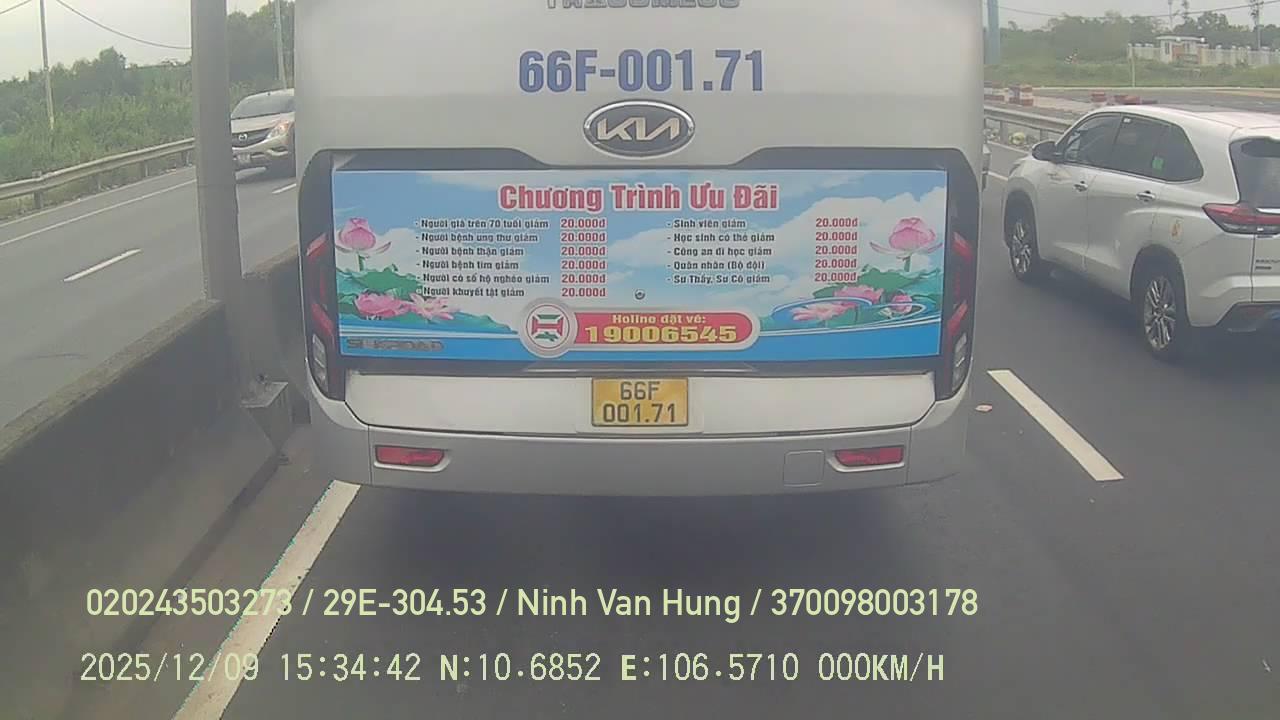 66F-001.71
KIA
Chương Trình Ưu Đãi
- Người già trên 70 tuổi giảm 20.000đ
- Người bệnh ung thư giảm 20.000đ
- Người bệnh thận giảm 20.000đ
- Người bệnh tim giảm 20.000đ
- Người có sổ hộ nghèo giảm 20.000đ
- Người khuyết tật giảm 20.000đ
- Sinh viên giảm 20.000đ
- Học sinh có thẻ giảm 20.000đ
- Công an đi học giảm 20.000đ
- Quân nhân (Bộ đội) 20.000đ
- Sư Thầy, Sư Cô giảm 20.000đ
Holine đặt vé:
19006545
66F
001.71
020243503273 / 29E-304.53 / Ninh Van Hung / 370098003178
2025/12/09 15:34:42 N:10.6852 E:106.5710 000KM/H